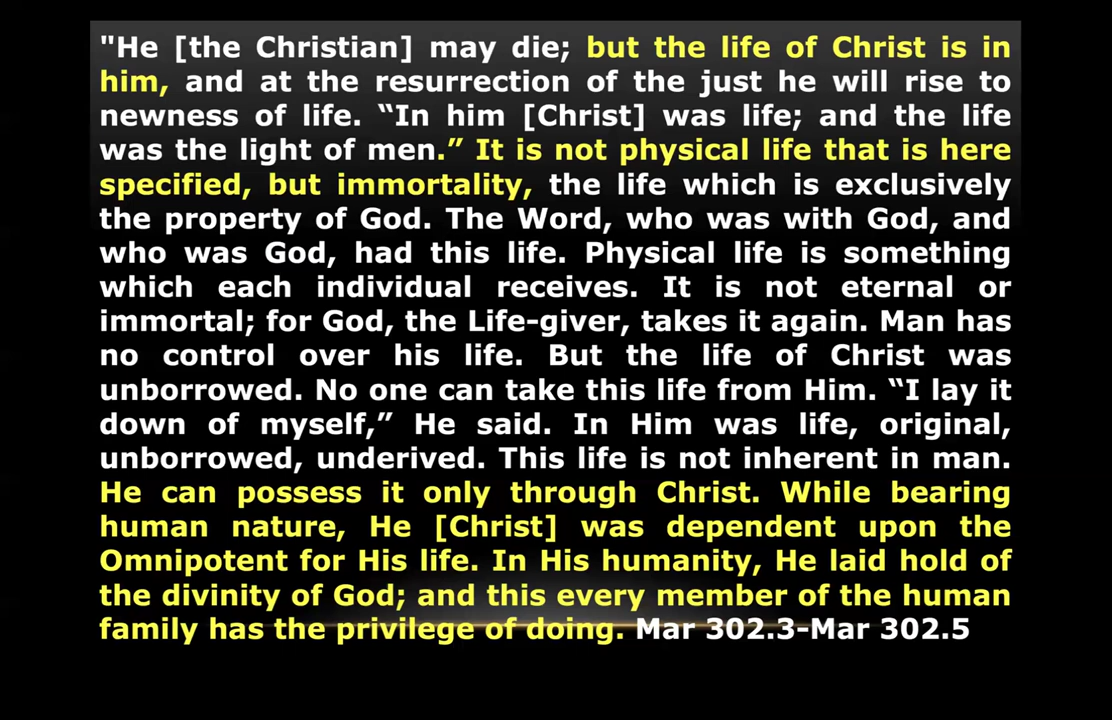 "He [the Christian] may die; but the life of Christ is in
him, and at the resurrection of the just he will rise to
newness of life. “In him [Christ] was life; and the life
was the light of men.” It is not physical life that is here
specified, but immortality, the life which is exclusively
the property of God. The Word, who was with God, and
who was God, had this life. Physical life is something
which each individual receives. It is not eternal or
immortal; for God, the Life-giver, takes it again. Man has
no control over his life. But the life of Christ was
unborrowed. No one can take this life from Him. “I lay it
down of myself,” He said. In Him was life, original,
unborrowed, underived. This life is not inherent in man.
He can possess it only through Christ. While bearing
human nature, He [Christ] was dependent upon the
Omnipotent for His life. In His humanity, He laid hold of
the divinity of God; and this every member of the human
family has the privilege of doing. Mar 302.3-Mar 302.5